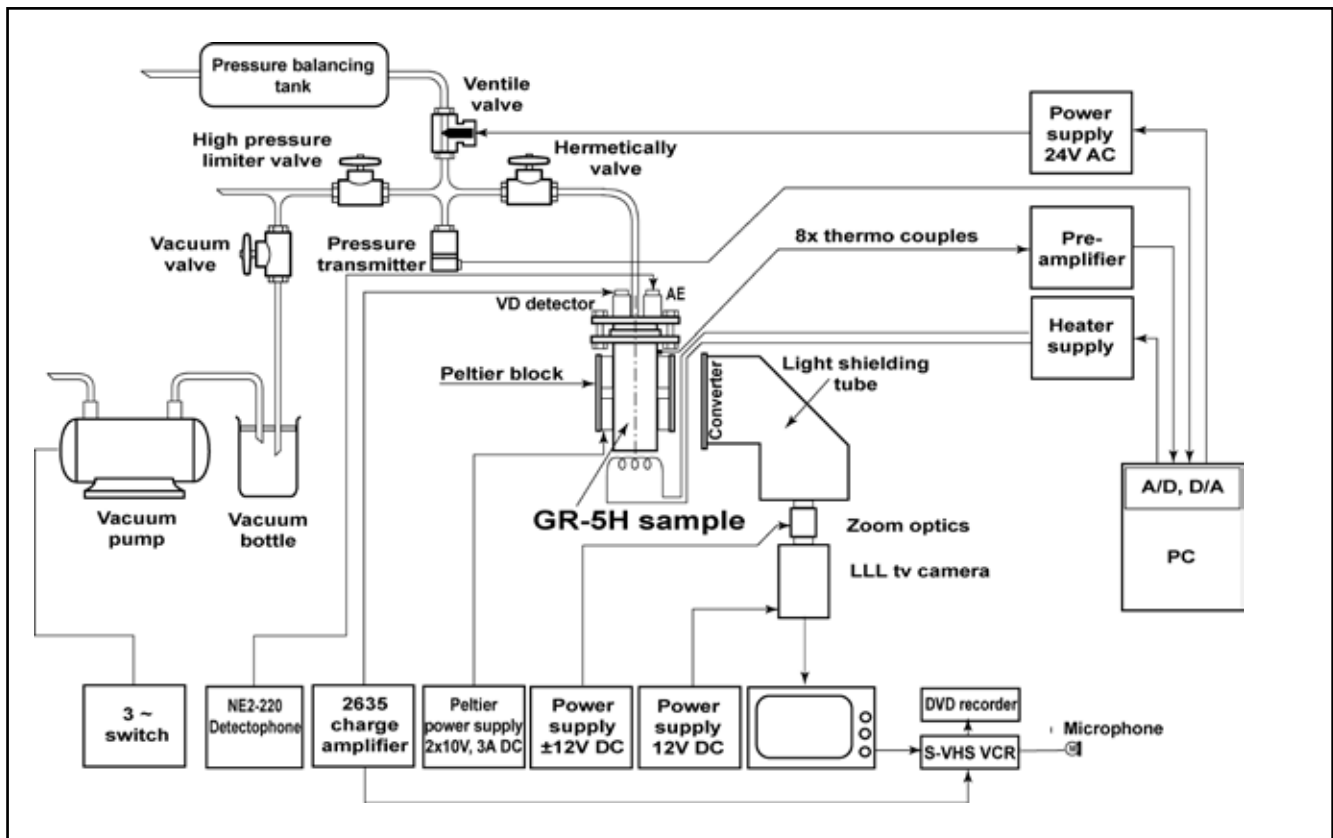 Pressure balancing
tank
Ventile
valve
High pressure
limiter valve
Hermetically
valve
Power
supply
24V AC
Vacuum
valve
Pressure
transmitter
8x thermo couples
Pre-
amplifier
VD detector
AE
Heater
supply
Peltier block
Converter
Light shielding
tube
A/D, D/A
PC
Vacuum
pump
Vacuum
bottle
GR-5H sample
Zoom optics
LLL tv camera
3 ~
switch
NE2-220
Detectophone
2635
charge
amplifier
Peltier
power supply
2x10V, 3A DC
Power
supply
±12V DC
Power
supply
12V DC
DVD recorder
S-VHS VCR
Microphone